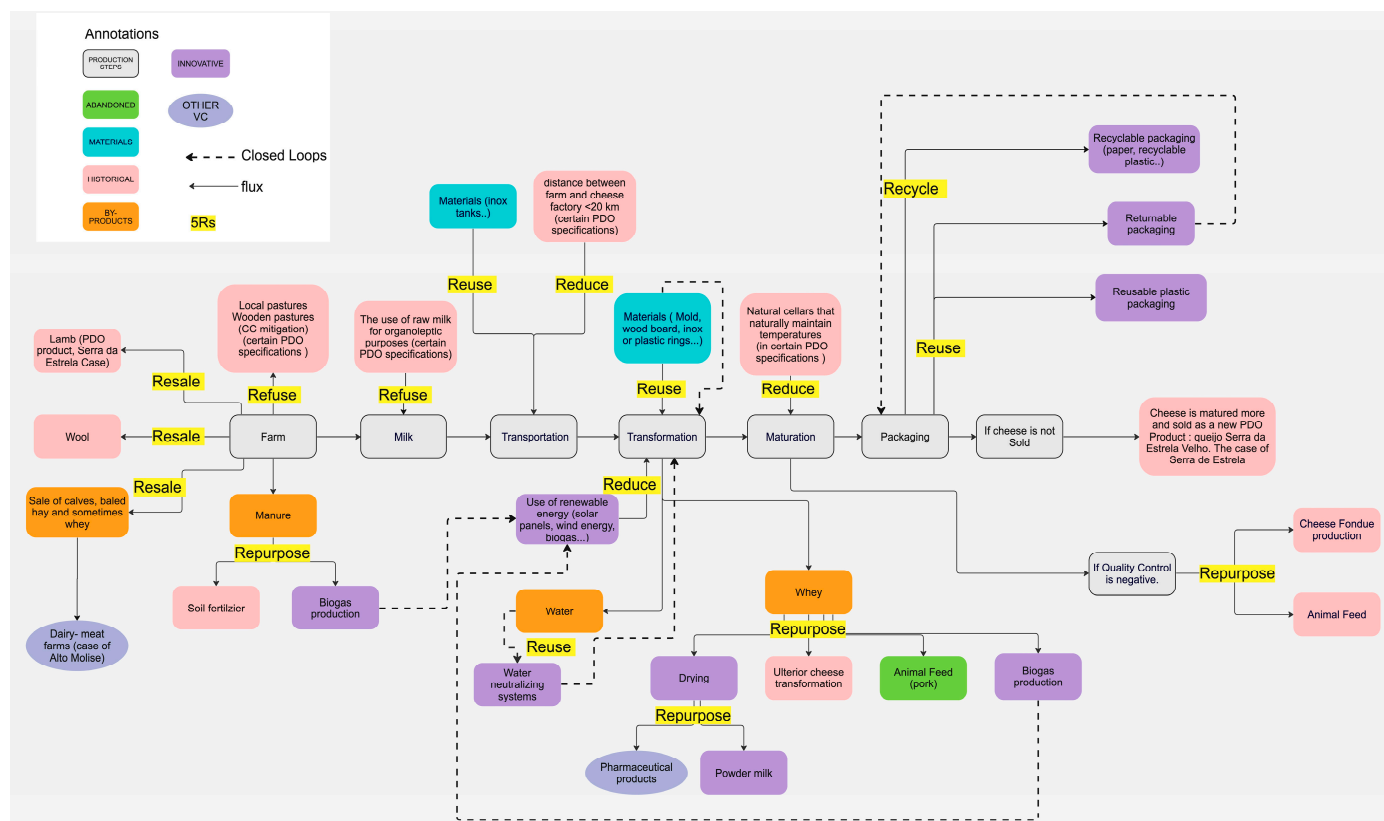 Annotations
PRODUCTION
STEPS
INNOVATIVE
ABANDONED
OTHER
VC
MATERIALS
Closed Loops
HISTORICAL
flux
BY-
PRODUCTS
5Rs
Materials (inox
tanks..)
distance between
farm and cheese
factory <20 km
(certain PDO
specifications)
Reuse
Reduce
Recycle
Recyclable packaging
(paper, recyclable
plastic..)
Returnable
packaging
Reusable plastic
packaging
Reuse
Lamb (PDO
product, Serra da
Estrela Case)
Resale
Local pastures
Wooden pastures
(CC mitigation)
(certain PDO
specifications )
Refuse
The use of raw milk
for organoleptic
purposes (certain
PDO specifications)
Refuse
Materials ( Mold,
wood board, inox
or plastic rings...)
Reuse
Natural cellars that
naturally maintain
temperatures
(in certain PDO
specifications )
Reduce
Wool
Resale
Farm
Milk
Transportation
Transformation
Maturation
Packaging
If cheese is not
Sold
Cheese is matured more
and sold as a new PDO
Product : queijo Serra da
Estrela Velho. The case of
Serra de Estrela
Resale
Sale of calves, baled
hay and sometimes
whey
Manure
Repurpose
Reduce
Use of renewable
energy (solar
panels, wind energy,
biogas...)
Soil fertilzier
Biogas
production
Dairy- meat
farms (case of
Alto Molise)
Water
Reuse
Water
neutralizing
systems
Whey
Repurpose
Drying
Ulterior cheese
transformation
Animal Feed
(pork)
Biogas
production
Repurpose
Pharmaceutical
products
Powder milk
If Quality Control
is negative.
Repurpose
Cheese Fondue
production
Animal Feed